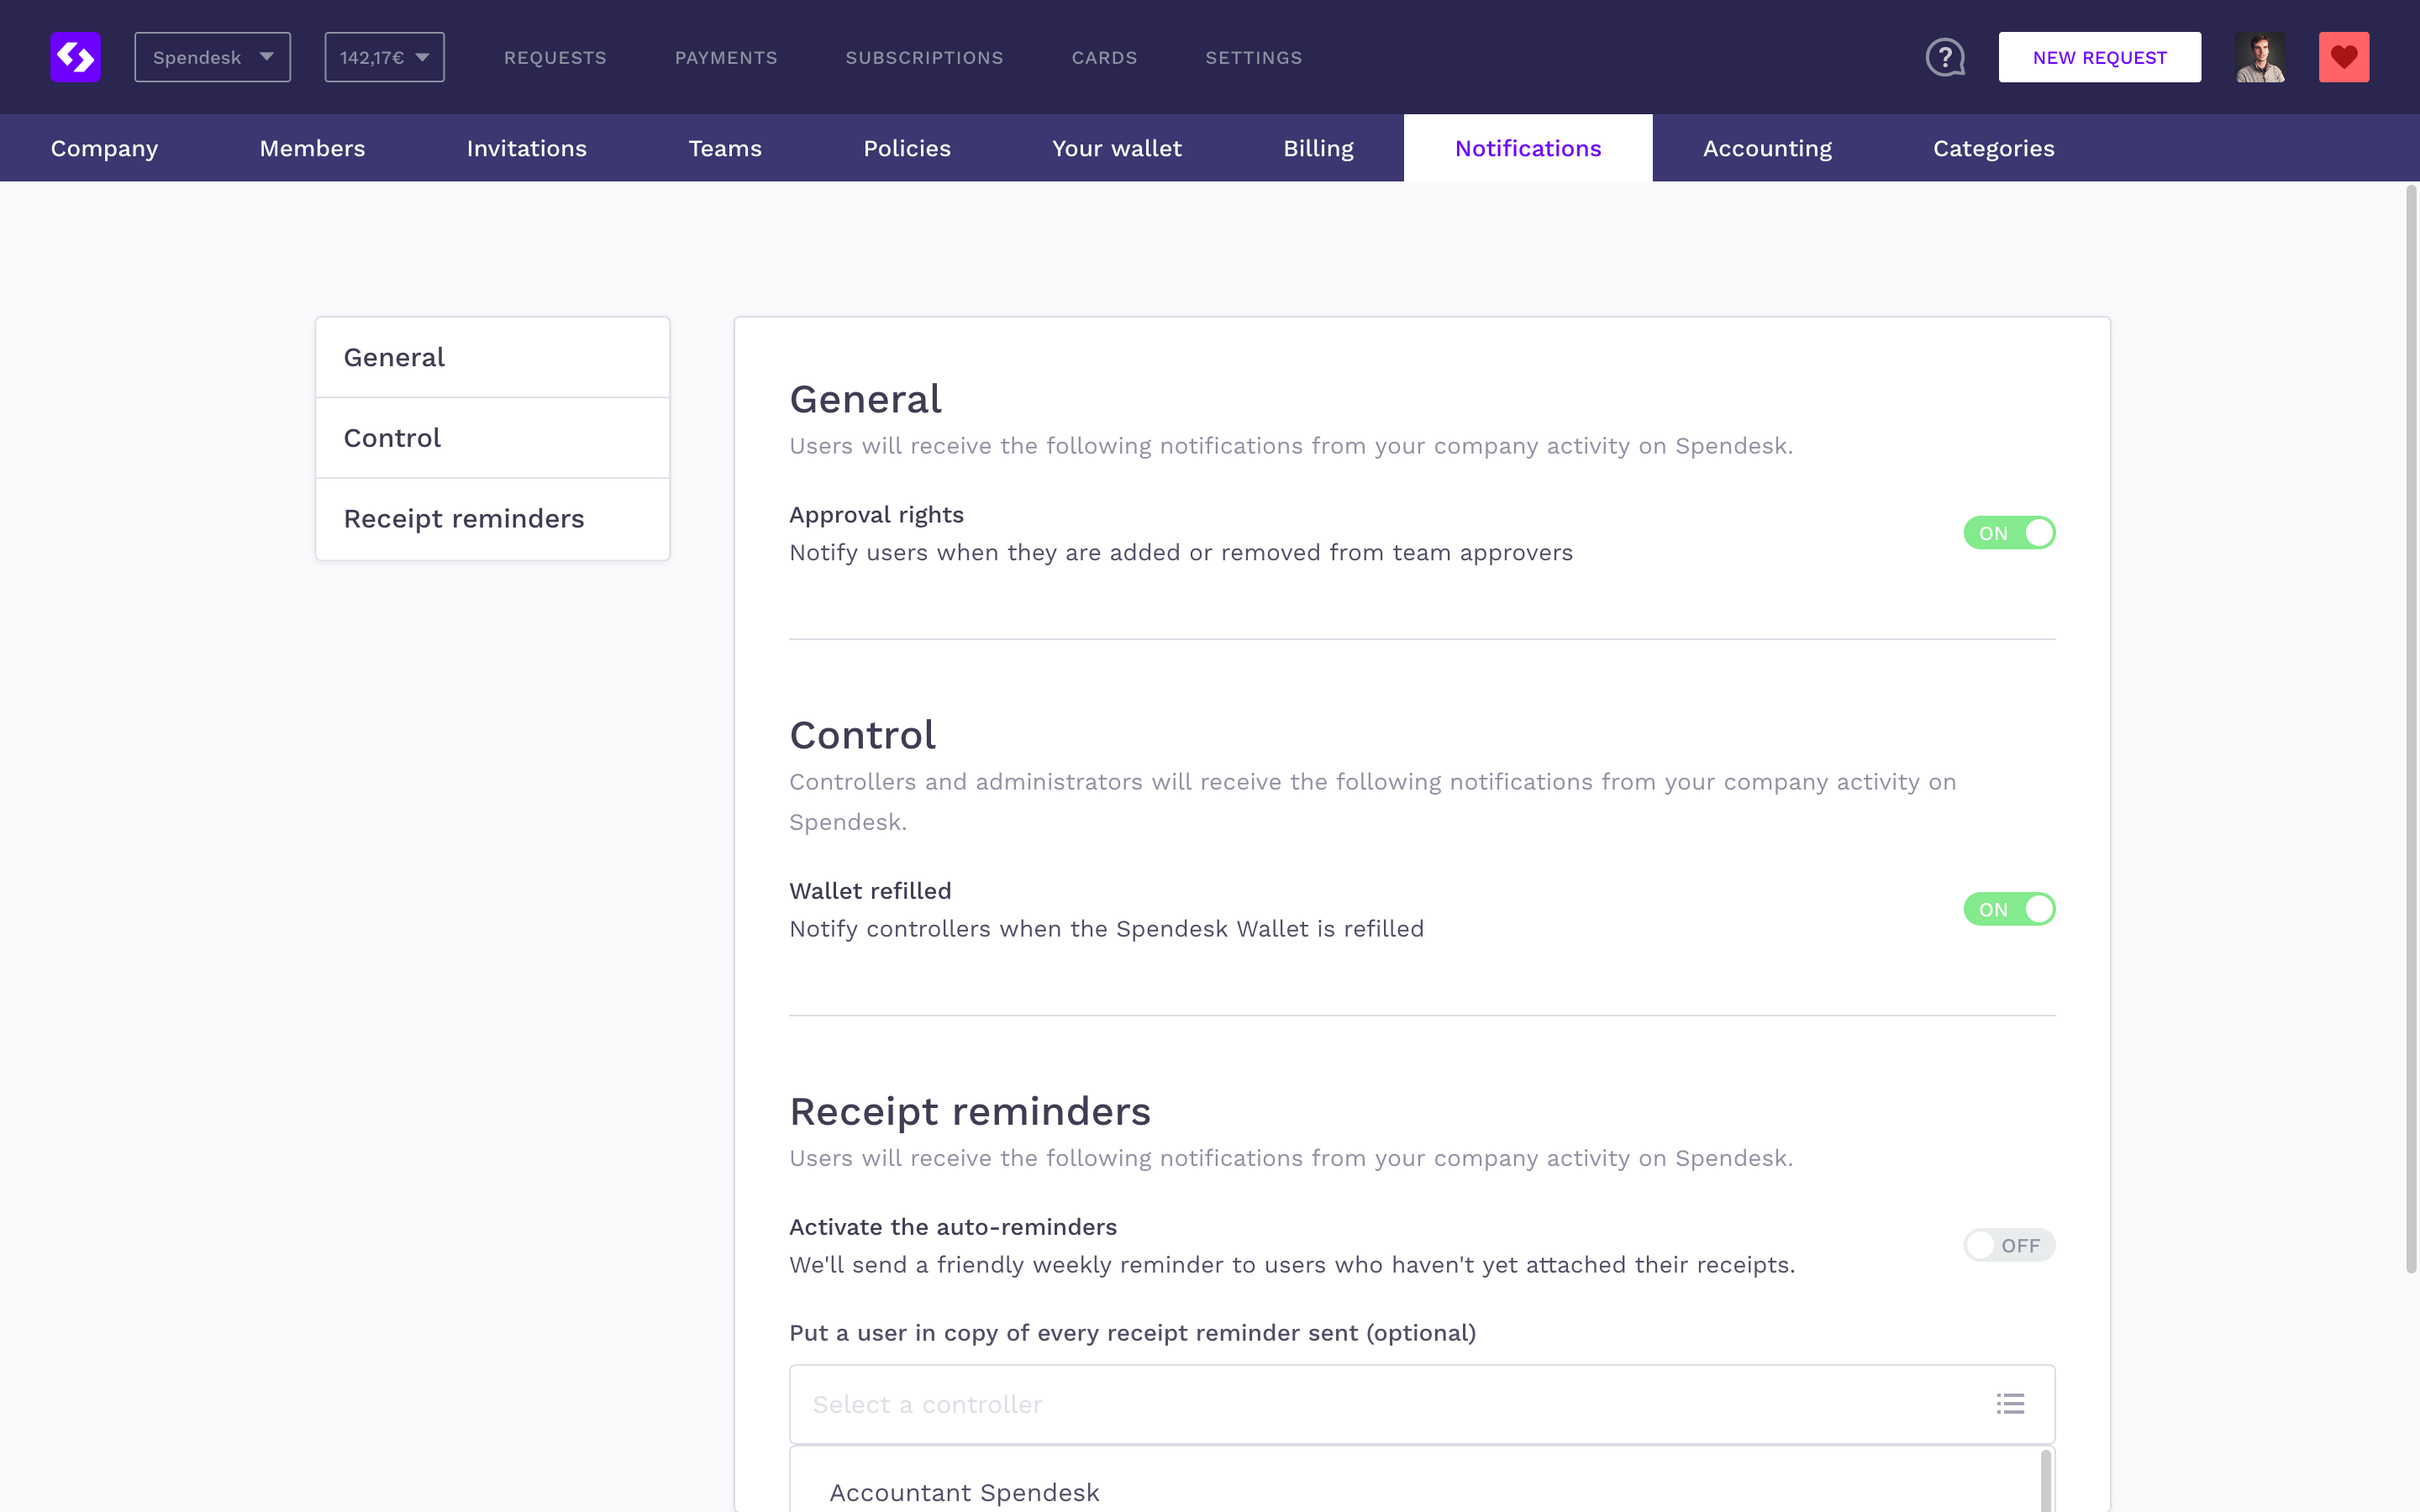 Spendesk
142,17€
REQUESTS
PAYMENTS
SUBSCRIPTIONS
CARDS
SETTINGS
?
NEW REQUEST
Company
Members
Invitations
Teams
Policies
Your wallet
Billing
Notifications
Accounting
Categories
General
Control
Receipt reminders
General
Users will receive the following notifications from your company activity on Spendesk.
Approval rights
Notify users when they are added or removed from team approvers
ON
Control
Controllers and administrators will receive the following notifications from your company activity on
Spendesk.
Wallet refilled
Notify controllers when the Spendesk Wallet is refilled
ON
Receipt reminders
Users will receive the following notifications from your company activity on Spendesk.
Activate the auto-reminders
We'll send a friendly weekly reminder to users who haven't yet attached their receipts.
OFF
Put a user in copy of every receipt reminder sent (optional)
Select a controller
Accountant Spendesk